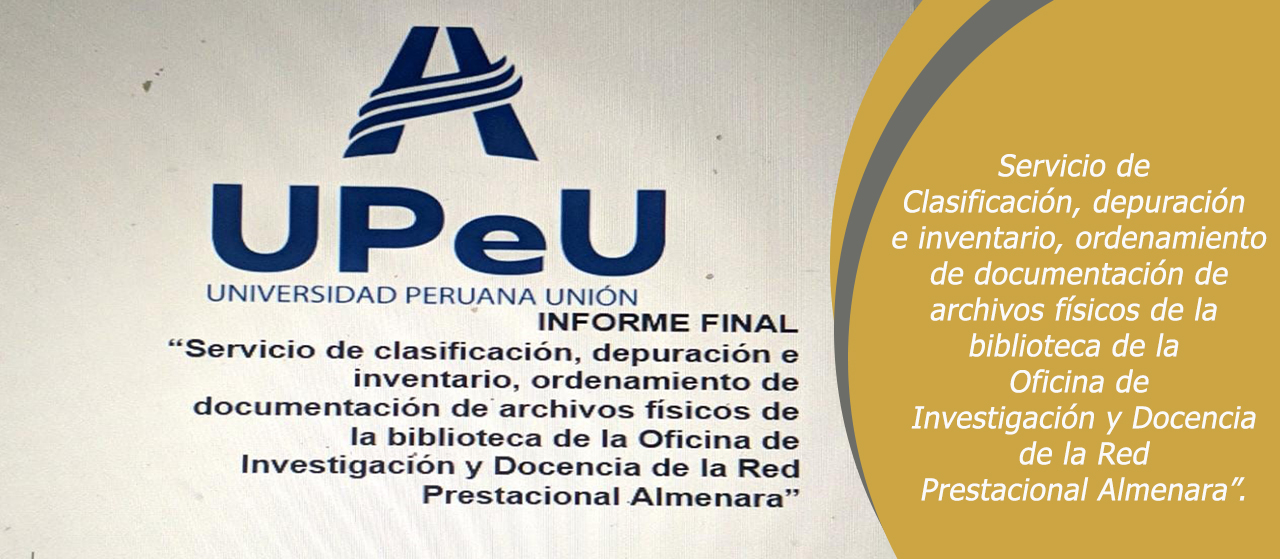 UPeU
UNIVERSIDAD PERUANA UNIÓN
INFORME FINAL
“Servicio de clasificación, depuración e
inventario, ordenamiento de
documentación de archivos físicos de
la biblioteca de la Oficina de
Investigación y Docencia de la Red
Prestacional Almenara”
Servicio de
Clasificación, depuración
e inventario, ordenamiento
de documentación de
archivos físicos de la
biblioteca de la
Oficina de
Investigación y Docencia
de la Red
Prestacional Almenara”.